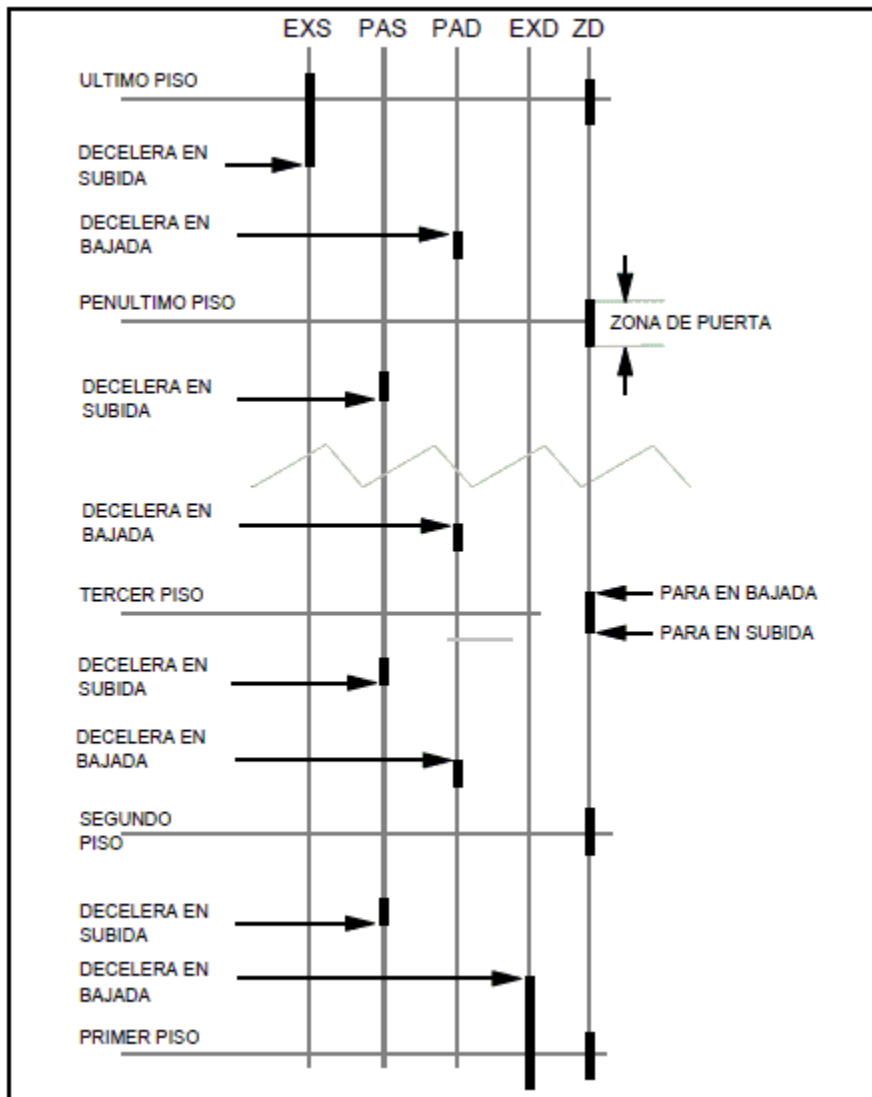 EXS PAS PAD EXD ZD
ULTIMO PISO
DECELERA EN
SUBIDA
DECELERA EN
BAJADA
PENULTIMO PISO
ZONA DE PUERTA
DECELERA EN
SUBIDA
DECELERA EN
BAJADA
TERCER PISO
PARA EN BAJADA
PARA EN SUBIDA
DECELERA EN
SUBIDA
DECELERA EN
BAJADA
SEGUNDO
PISO
DECELERA EN
SUBIDA
DECELERA EN
BAJADA
PRIMER PISO